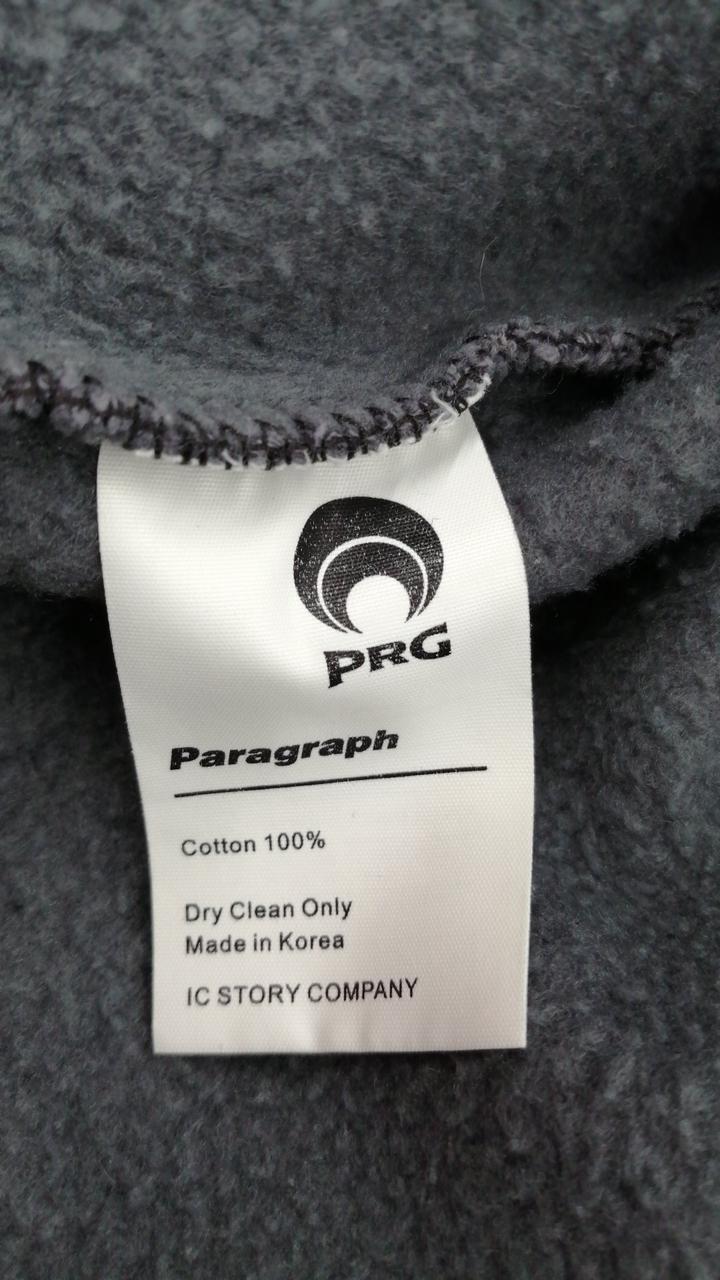 PRG
Paragraph
Cotton 100%
Dry Clean Only
Made in Korea
IC STORY COMPANY